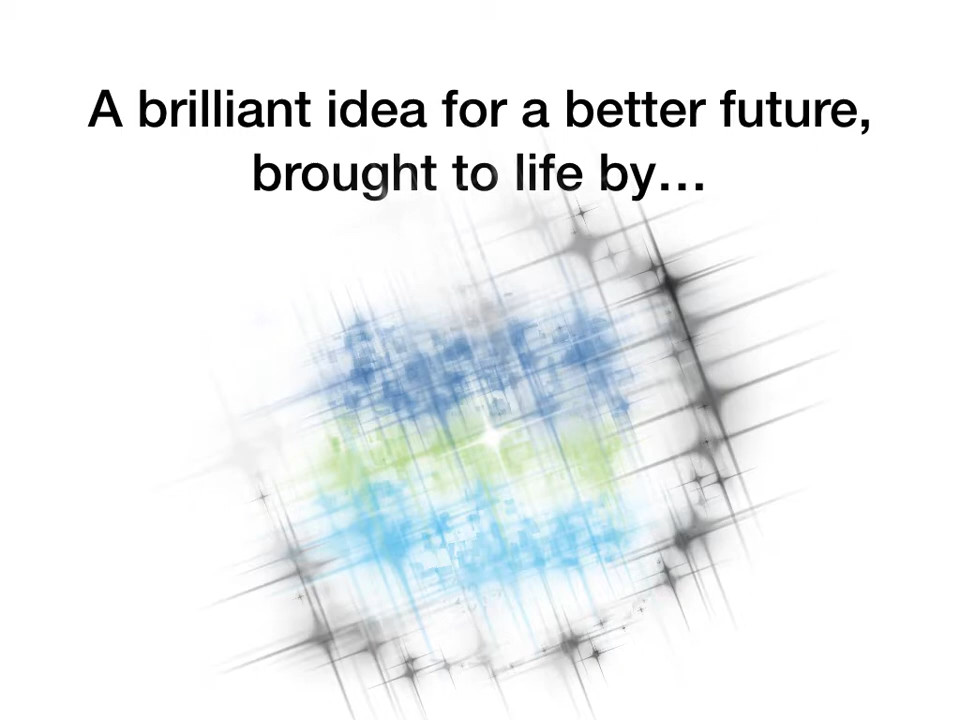 A brilliant idea for a better future,
brought to life by…